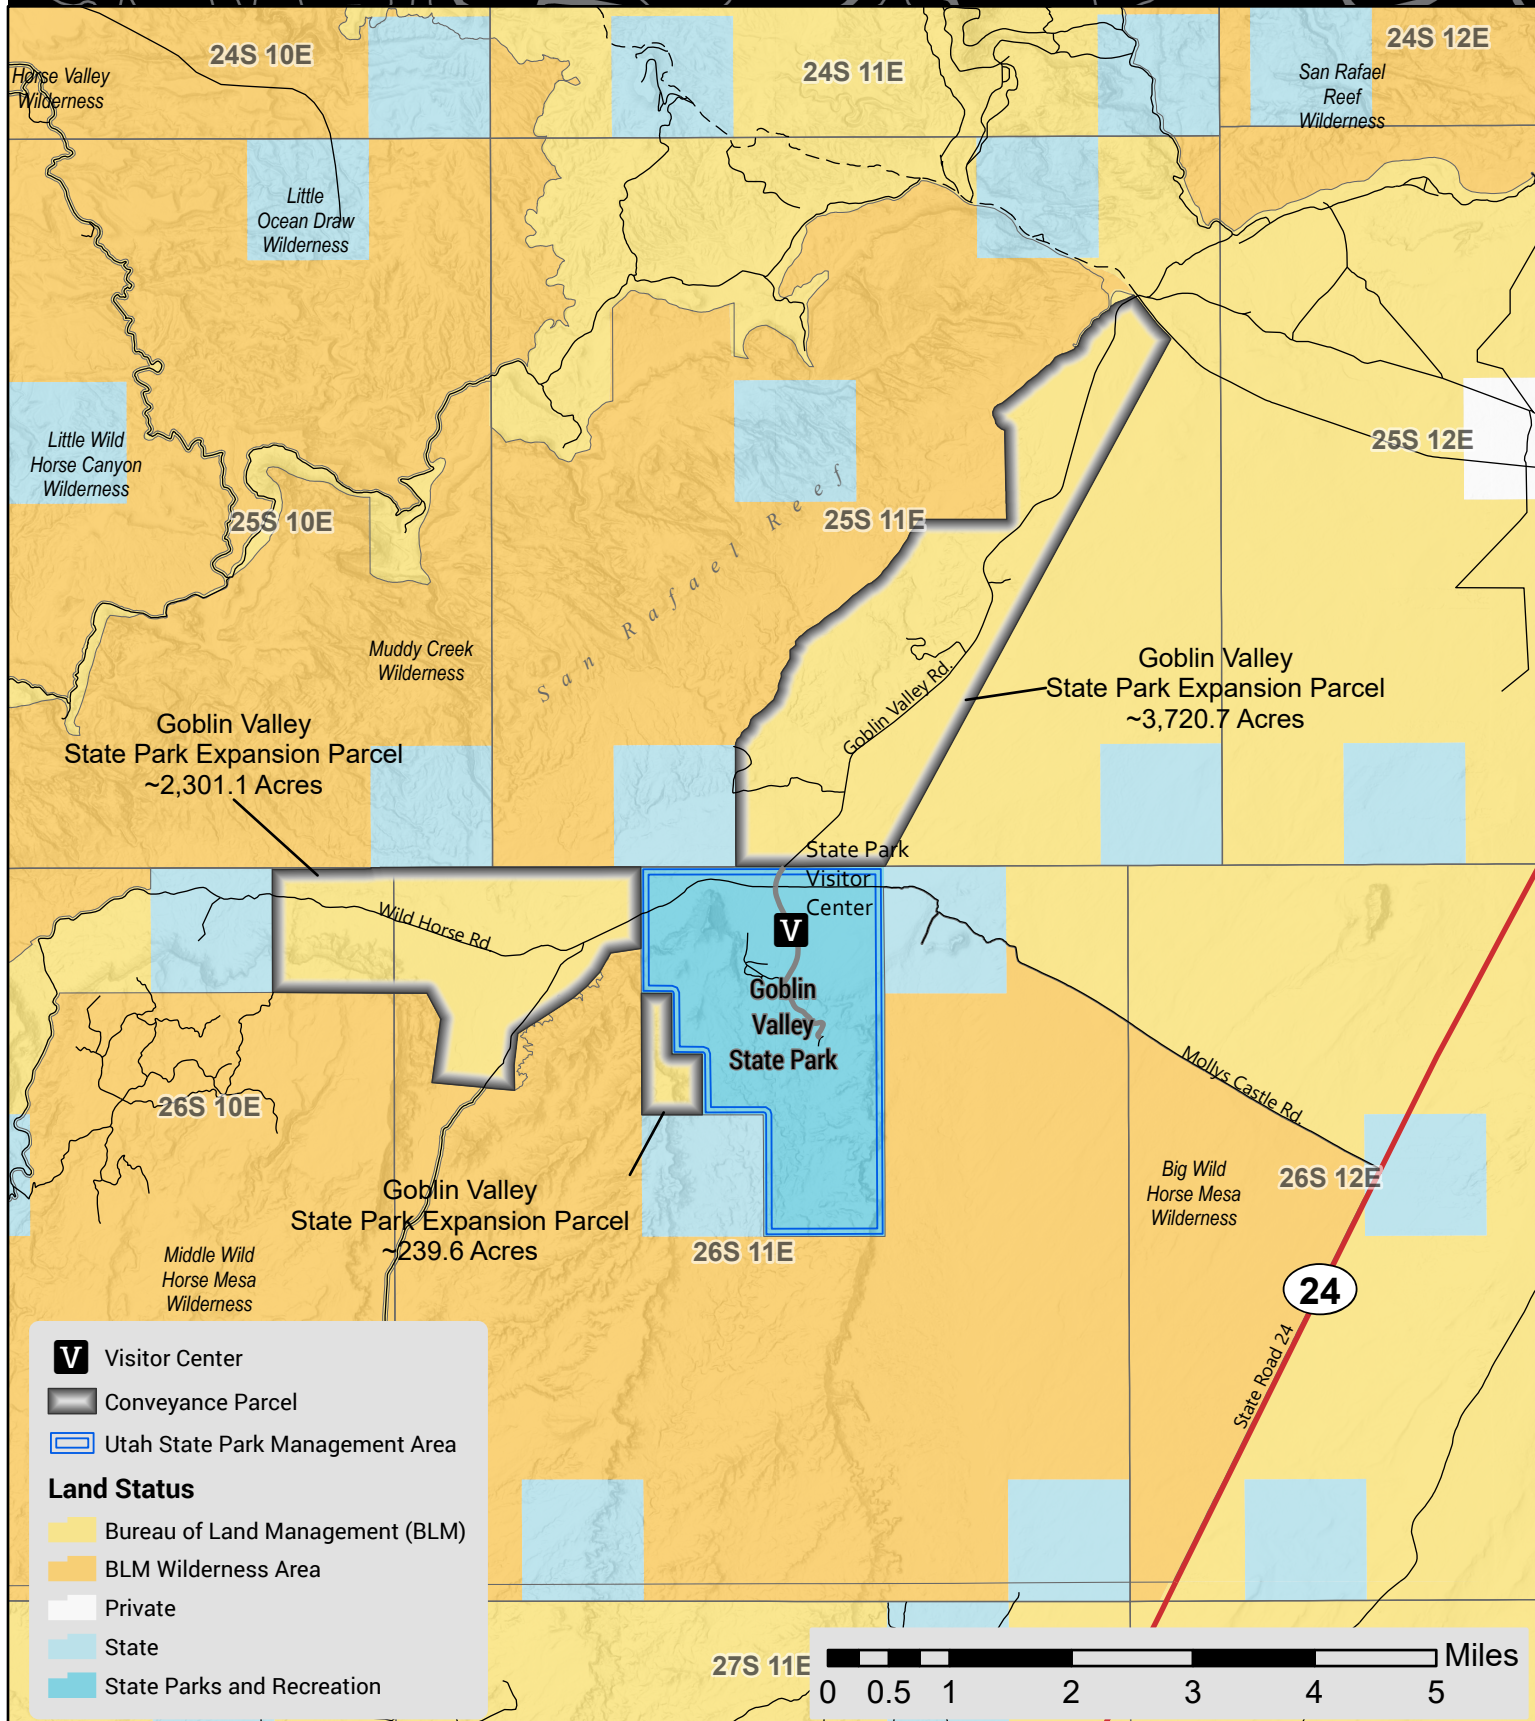 24S 10E
24S 11E
24S 12E
Horse Valley
Wilderness
San Rafael
Reef
Wilderness
Little
Ocean Draw
Wilderness
Little Wild
Horse Canyon
Wilderness
25S 12E
25S 10E
25S 11E
San Rafael Reef
Muddy Creek
Wilderness
Goblin Valley
State Park Expansion Parcel
~3,720.7 Acres
Goblin Valley Rd.
Goblin Valley
State Park Expansion Parcel
~2,301.1 Acres
State Park
Visitor
Center
V
Wild Horse Rd
Goblin
Valley
State Park
Mollys Castle Rd.
26S 10E
Big Wild
Horse Mesa
Wilderness
26S 12E
Goblin Valley
State Park Expansion Parcel
~239.6 Acres
26S 11E
Middle Wild
Horse Mesa
Wilderness
24
State Road 24
V Visitor Center
Conveyance Parcel
Utah State Park Management Area
Land Status
Bureau of Land Management (BLM)
BLM Wilderness Area
Private
State
State Parks and Recreation
27S 11E
Miles
0 0.5 1 2 3 4 5